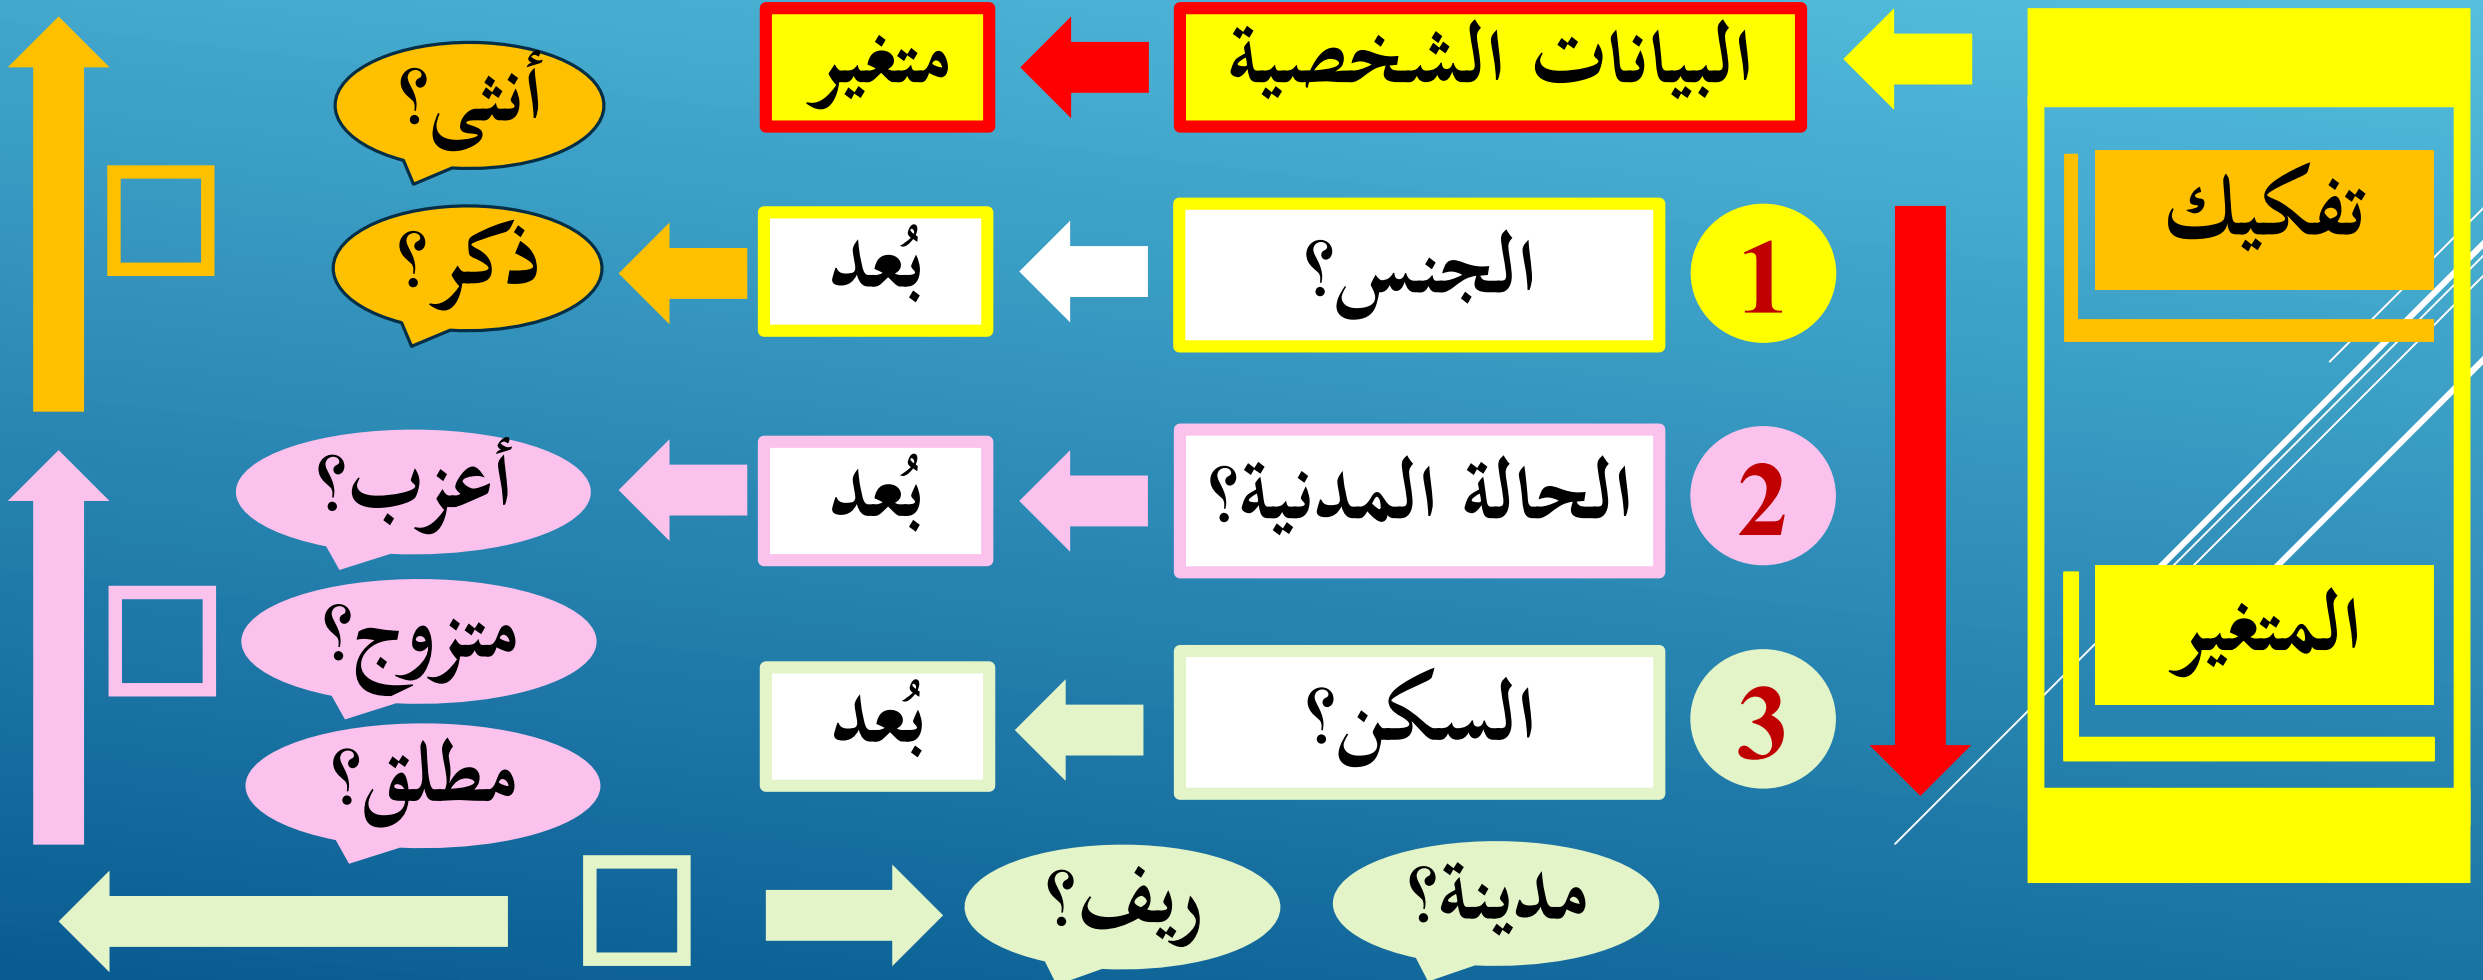 تفكيك
المتغير
البيانات الشخصية
متغير
1
الجنس؟
بُعد
أنثى؟
ذكر؟
2
الحالة المدنية؟
بُعد
أعزب؟
متزوج؟
مطلق؟
3
السكن؟
بُعد
مدينة؟
ريف؟